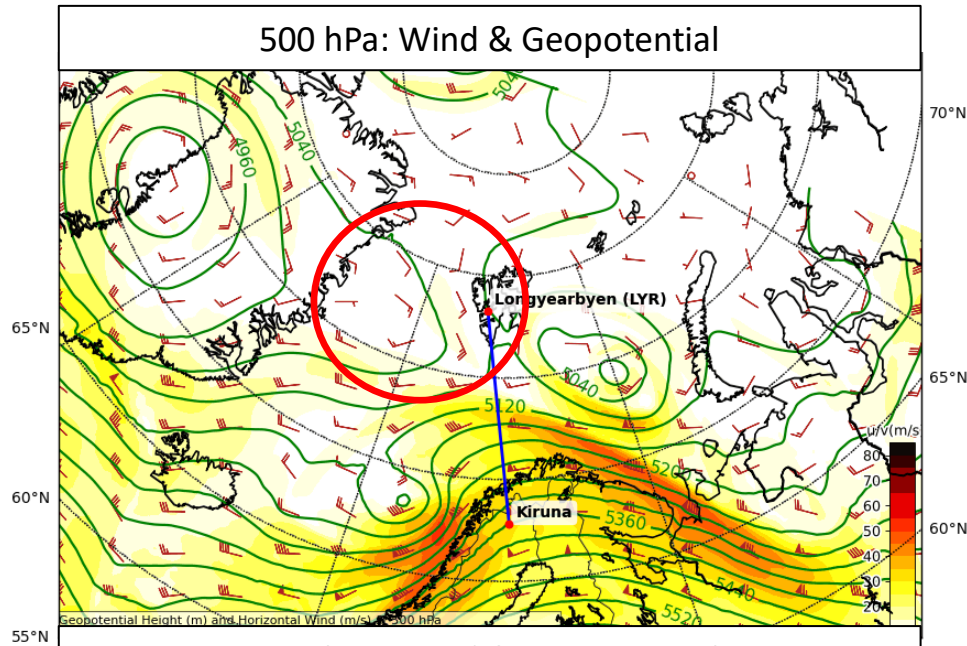 500 hPa: Wind & Geopotential
70°N
5040
4960
5040
Longyearbyen (LYR)
65°N
5040
65°N
5120
u/v(m/s
80
5200
70
60°N
Kiruna
60
5360
50
60°N
40
30
5440
20
5520
Geopotential Height (m) and Horizontal Wind (m/s) 500 hPa
55°N